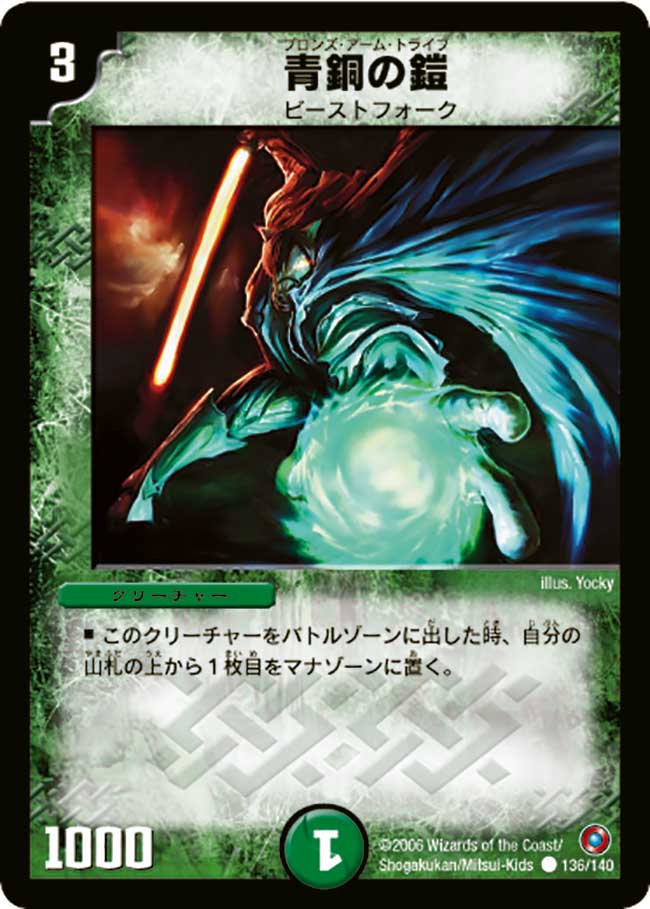 3
ブロンズ・アーム・トライブ
青銅の鎧
ビーストフォーク
illus. Yocky
クリーチャー
■ このクリーチャーをバトルゾーンに出した時、自分の
山札の上から1枚目をマナゾーンに置く。
1000
1
©2006 Wizards of the Coast/
Shogakukan/Mitsui-Kids ● 136/140